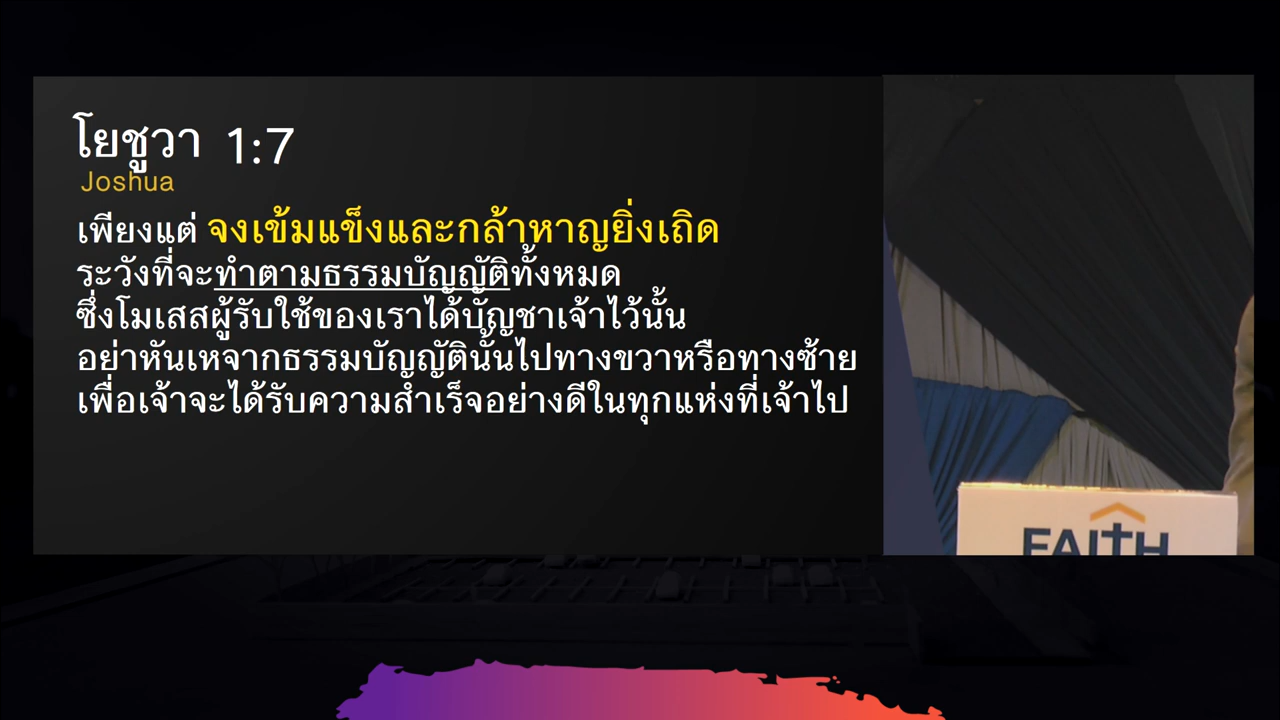 โยชูวา 1:7
Joshua
เพียงแต่ จงเข้มแข็งและกล้าหาญยิ่งเถิด
ระวังที่จะทำตามธรรมบัญญัติทั้งหมด
ซึ่งโมเสสผู้รับใช้ของเราได้บัญชาเจ้าไว้นั้น
อย่าหันเหจากธรรมบัญญัตินั้นไปทางขวาหรือทางซ้าย
เพื่อเจ้าจะได้รับความสำเร็จอย่างดีในทุกแห่งที่เจ้าไป
FAITH